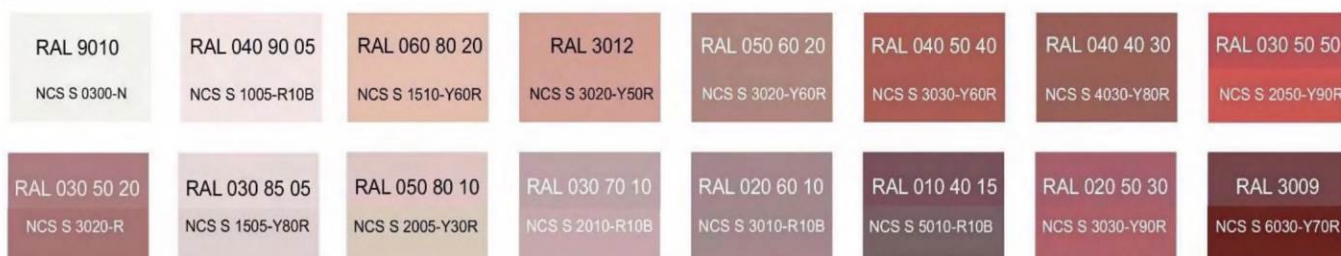 RAL 9010
NCS S 0300-N
RAL 040 90 05
NCS S 1005-R10B
RAL 060 80 20
NCS S 1510-Y60R
RAL 3012
NCS S 3020-Y50R
RAL 050 60 20
NCS S 3020-Y60R
RAL 040 50 40
NCS S 3030-Y60R
RAL 040 40 30
NCS S 4030-Y80R
RAL 030 50 50
NCS S 2050-Y90R
RAL 030 50 20
NCS S 3020-R
RAL 030 85 05
NCS S 1505-Y80R
RAL 050 80 10
NCS S 2005-Y30R
RAL 030 70 10
NCS S 2010-R10B
RAL 020 60 10
NCS S 3010-R10B
RAL 010 40 15
NCS S 5010-R10B
RAL 020 50 30
NCS S 3030-Y90R
RAL 3009
NCS S 6030-Y70R